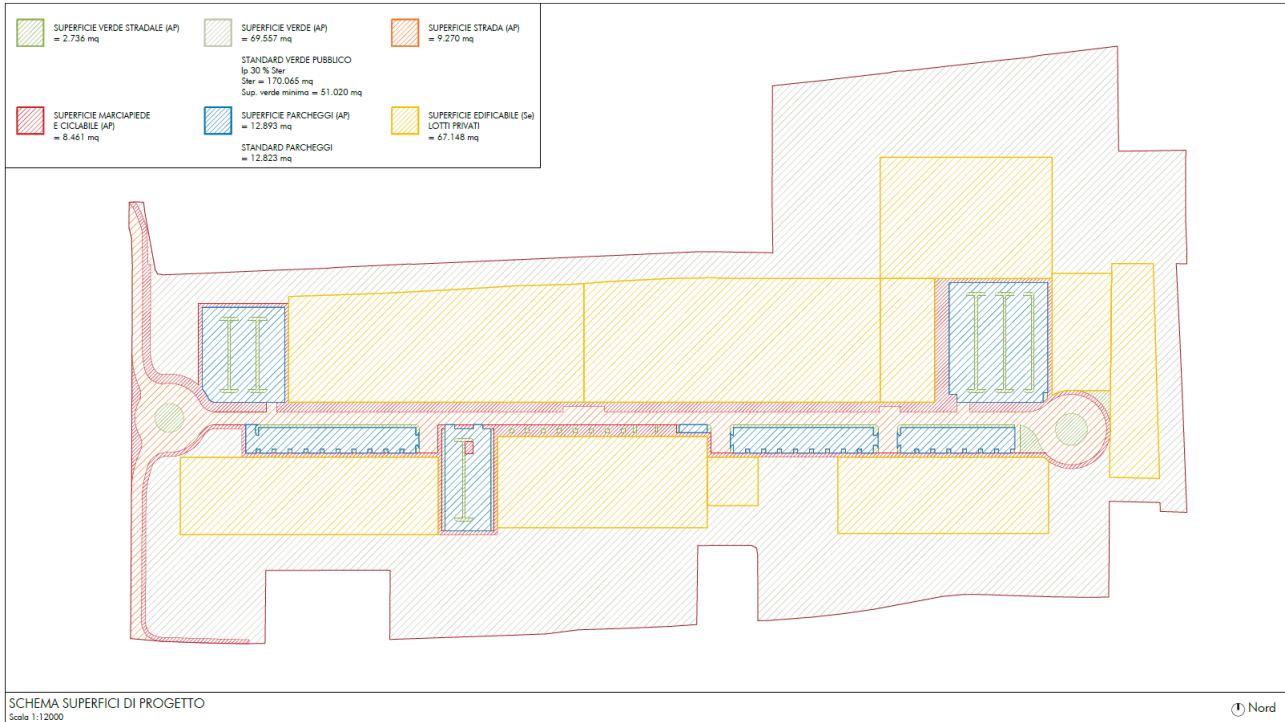 SUPERFICIE VERDE STRADALE (AP)
= 2.736 mq
SUPERFICIE VERDE (AP)
= 69.557 mq
STANDARD VERDE PUBBLICO
Ip 30 % Ster
Ster = 170.065 mq
Sup. verde minima = 51.020 mq
SUPERFICIE STRADA (AP)
= 9.270 mq
SUPERFICIE MARCIAPIEDE
E CICLABILE (AP)
= 8.461 mq
SUPERFICIE PARCHEGGI (AP)
= 12.893 mq
STANDARD PARCHEGGI
= 12.823 mq
SUPERFICIE EDIFICABILE (Se)
LOTTI PRIVATI
= 67.148 mq
SCHEMA SUPERFICI DI PROGETTO
Scala 1:12000
Nord